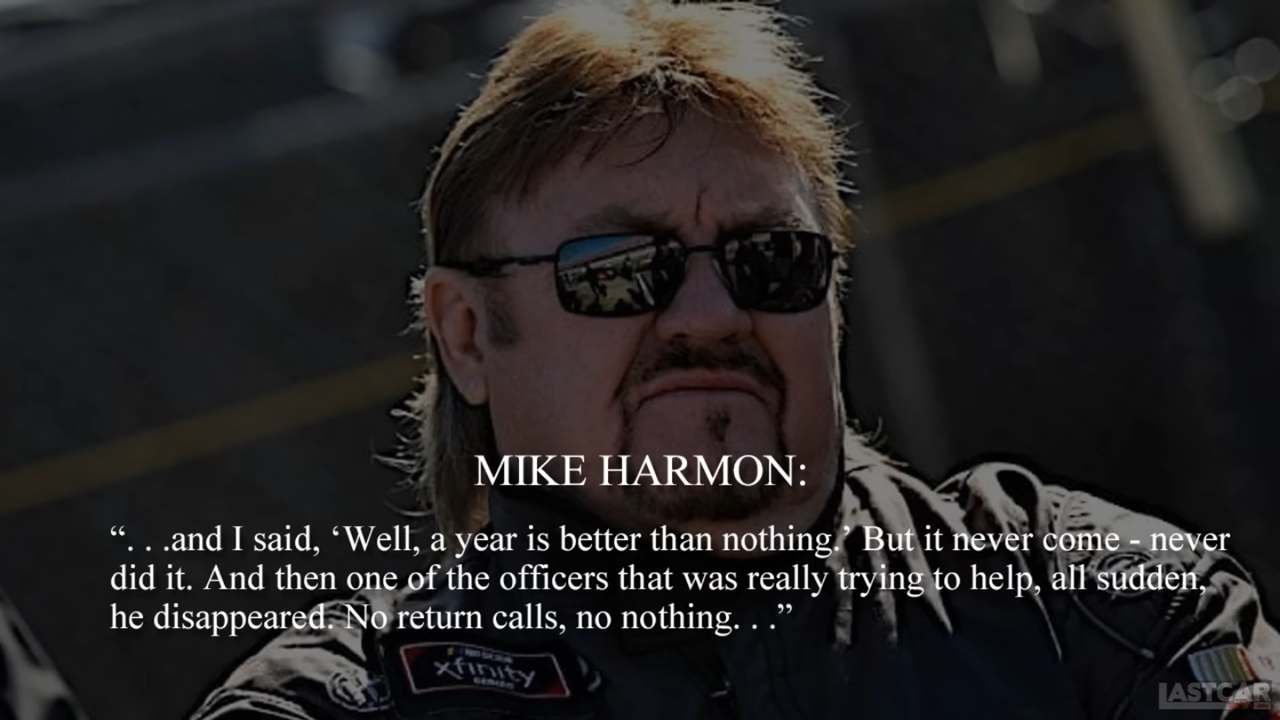 MIKE HARMON:
“. . .and I said, ‘Well, a year is better than nothing.’ But it never come - never
did it. And then one of the officers that was really trying to help, all sudden,
he disappeared. No return calls, no nothing. . .”
NASCAR
xfinity
SERIES
LASTCAR